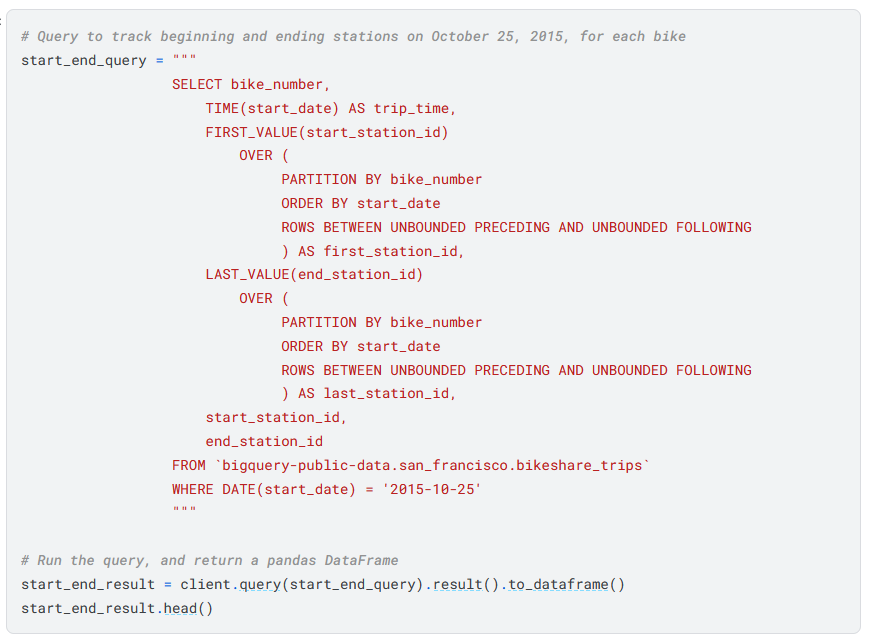 # Query to track beginning and ending stations on October 25, 2015, for each bike
start_end_query = """
                  SELECT bike_number,
                      TIME(start_date) AS trip_time,
                      FIRST_VALUE(start_station_id)
                          OVER (
                               PARTITION BY bike_number
                               ORDER BY start_date
                               ROWS BETWEEN UNBOUNDED PRECEDING AND UNBOUNDED FOLLOWING
                               ) AS first_station_id,
                      LAST_VALUE(end_station_id)
                          OVER (
                               PARTITION BY bike_number
                               ORDER BY start_date
                               ROWS BETWEEN UNBOUNDED PRECEDING AND UNBOUNDED FOLLOWING
                               ) AS last_station_id,
                      start_station_id,
                      end_station_id
                  FROM `bigquery-public-data.san_francisco.bikeshare_trips`
                  WHERE DATE(start_date) = '2015-10-25'
                  """

# Run the query, and return a pandas DataFrame
start_end_result = client.query(start_end_query).result().to_dataframe()
start_end_result.head()